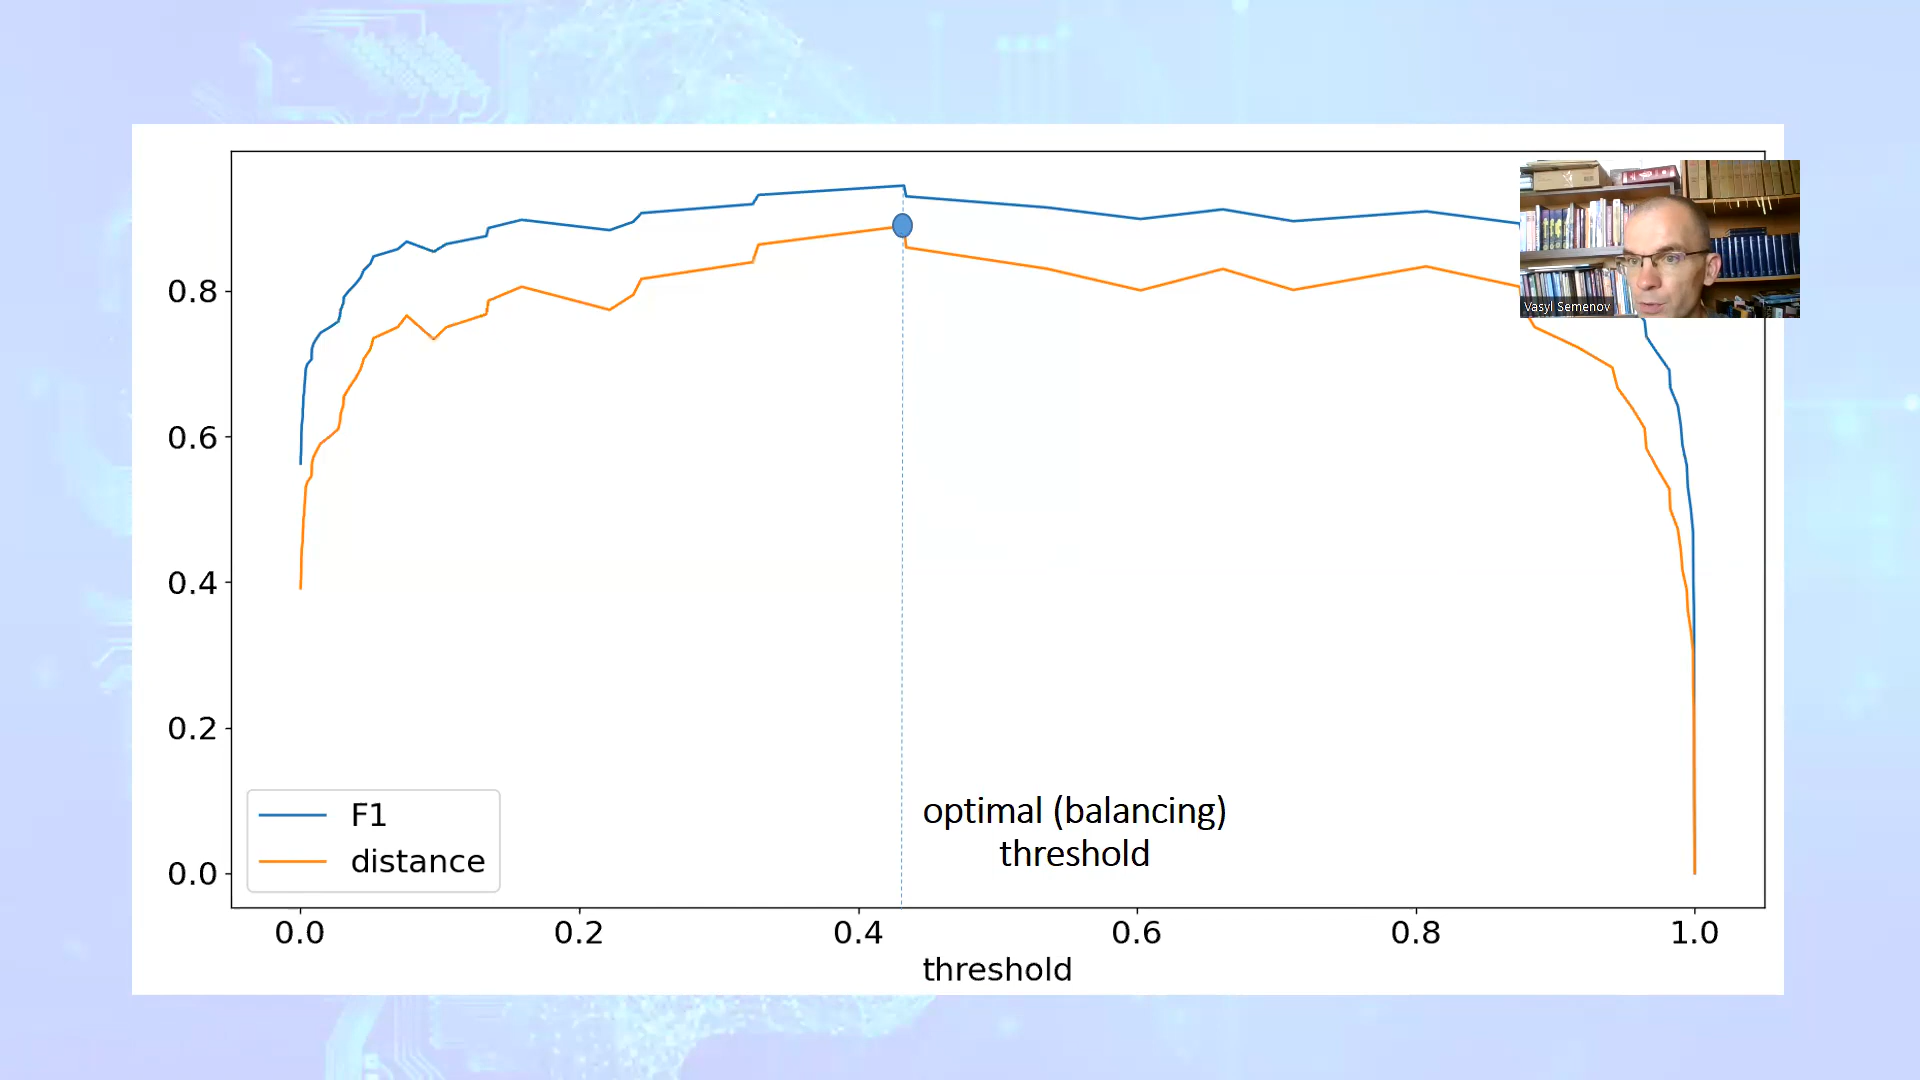 Vasyl Semenov
0.8
0.6
0.4
0.2
0.0
F1
distance
optimal (balancing)
threshold
0.0 0.2 0.4 0.6 0.8 1.0
threshold